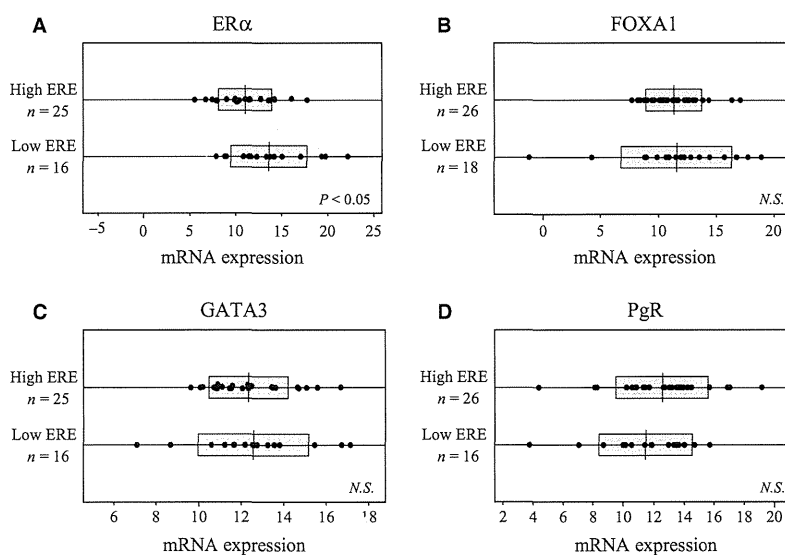 A ERα
High ERE
n = 25
Low ERE
n = 16
P < 0.05
−5 0 5 10 15 20 25
mRNA expression
B FOXA1
High ERE
n = 26
Low ERE
n = 18
N.S.
0 5 10 15 20
mRNA expression
C GATA3
High ERE
n = 25
Low ERE
n = 16
N.S.
6 8 10 12 14 16 18
mRNA expression
D PgR
High ERE
n = 26
Low ERE
n = 16
N.S.
2 4 6 8 10 12 14 16 18 20
mRNA expression